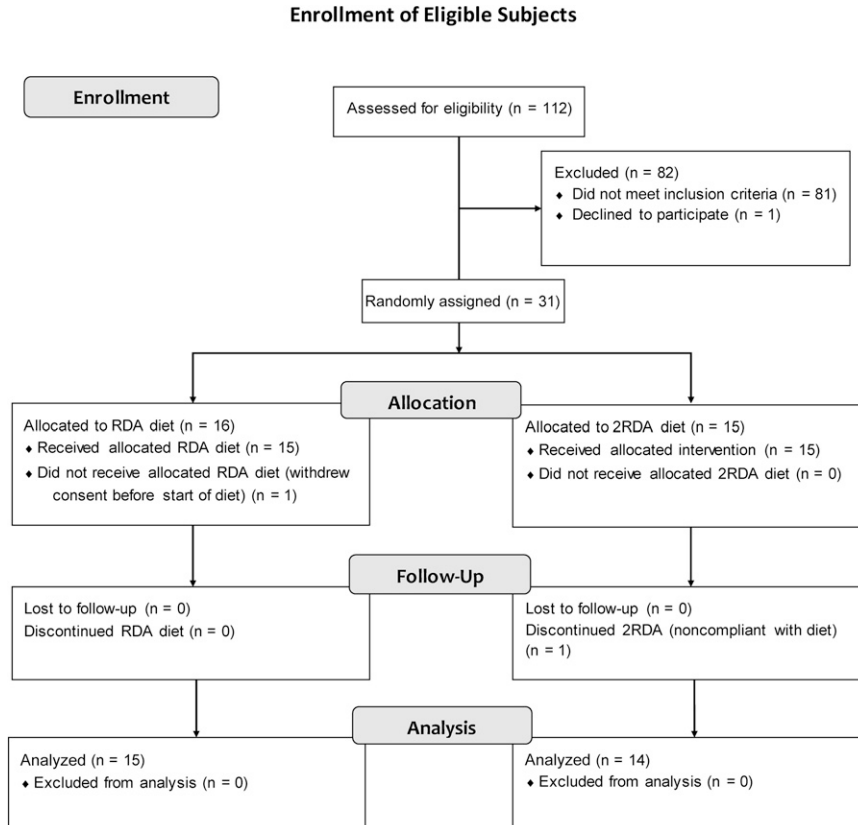 Enrollment of Eligible Subjects
Enrollment
Assessed for eligibility (n = 112)
Excluded (n = 82)
♦ Did not meet inclusion criteria (n = 81)
♦ Declined to participate (n = 1)
Randomly assigned (n = 31)
Allocation
Allocated to RDA diet (n = 16)
♦ Received allocated RDA diet (n = 15)
♦ Did not receive allocated RDA diet (withdrew
consent before start of diet) (n = 1)
Allocated to 2RDA diet (n = 15)
♦ Received allocated intervention (n = 15)
♦ Did not receive allocated 2RDA diet (n = 0)
Follow-Up
Lost to follow-up (n = 0)
Discontinued RDA diet (n = 0)
Lost to follow-up (n = 0)
Discontinued 2RDA (noncompliant with diet)
(n = 1)
Analysis
Analyzed (n = 15)
♦ Excluded from analysis (n = 0)
Analyzed (n = 14)
♦ Excluded from analysis (n = 0)